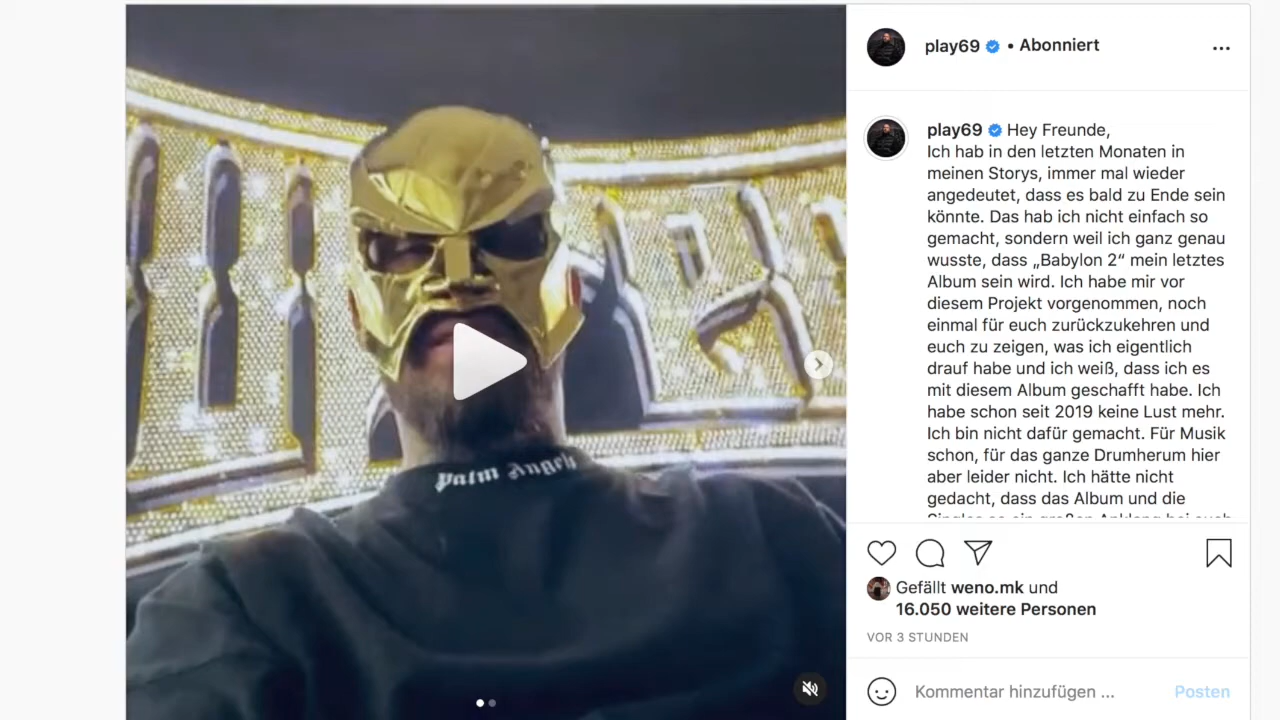 play69 • Abonniert
play69 Hey Freunde,
Ich hab in den letzten Monaten in
meinen Storys, immer mal wieder
angedeutet, dass es bald zu Ende sein
könnte. Das hab ich nicht einfach so
gemacht, sondern weil ich ganz genau
wusste, dass „Babylon 2“ mein letztes
Album sein wird. Ich habe mir vor
diesem Projekt vorgenommen, noch
einmal für euch zurückzukehren und
euch zu zeigen, was ich eigentlich
drauf habe und ich weiß, dass ich es
mit diesem Album geschafft habe. Ich
habe schon seit 2019 keine Lust mehr.
Ich bin nicht dafür gemacht. Für Musik
schon, für das ganze Drumherum hier
aber leider nicht. Ich hätte nicht
gedacht, dass das Album und die
Palm Angels
Gefällt weno.mk und
16.050 weitere Personen
VOR 3 STUNDEN
Kommentar hinzufügen ...
Posten